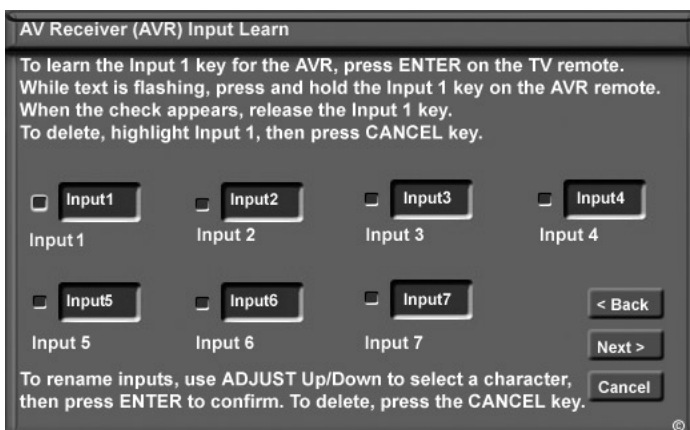 AV Receiver (AVR) Input Learn
To learn the Input 1 key for the AVR, press ENTER on the TV remote.
While text is flashing, press and hold the Input 1 key on the AVR remote.
When the check appears, release the Input 1 key.
To delete, highlight Input 1, then press CANCEL key.
Input1 Input2 Input3 Input4
Input 1 Input 2 Input 3 Input 4
Input5 Input6 Input7
< Back
Input 5 Input 6 Input 7
Next >
To rename inputs, use ADJUST Up/Down to select a character,
Cancel
then press ENTER to confirm. To delete, press the CANCEL key.
©